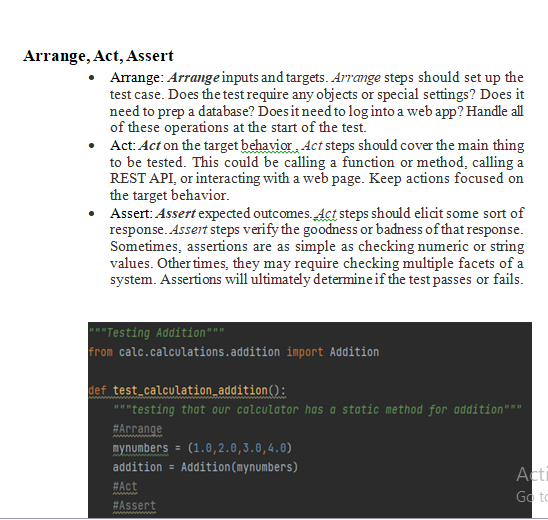 Arrange, Act, Assert
• Arrange: Arrange inputs and targets. Arrange steps should set up the
test case. Does the test require any objects or special settings? Does it
need to prep a database? Does it need to log into a web app? Handle all
of these operations at the start of the test.
• Act: Act on the target behavior. Act steps should cover the main thing
to be tested. This could be calling a function or method, calling a
REST API, or interacting with a web page. Keep actions focused on
the target behavior.
• Assert: Assert expected outcomes. Act steps should elicit some sort of
response. Assert steps verify the goodness or badness of that response.
Sometimes, assertions are as simple as checking numeric or string
values. Other times, they may require checking multiple facets of a
system. Assertions will ultimately determine if the test passes or fails.
"""Testing Addition"""
from calc.calculations.addition import Addition
def test_calculation_addition():
"""testing that our calculator has a static method for addition"""
#Arrange
mynumbers = (1.0,2.0,3.0,4.0)
addition = Addition(mynumbers)
#Act
#Assert
Acti
Go to